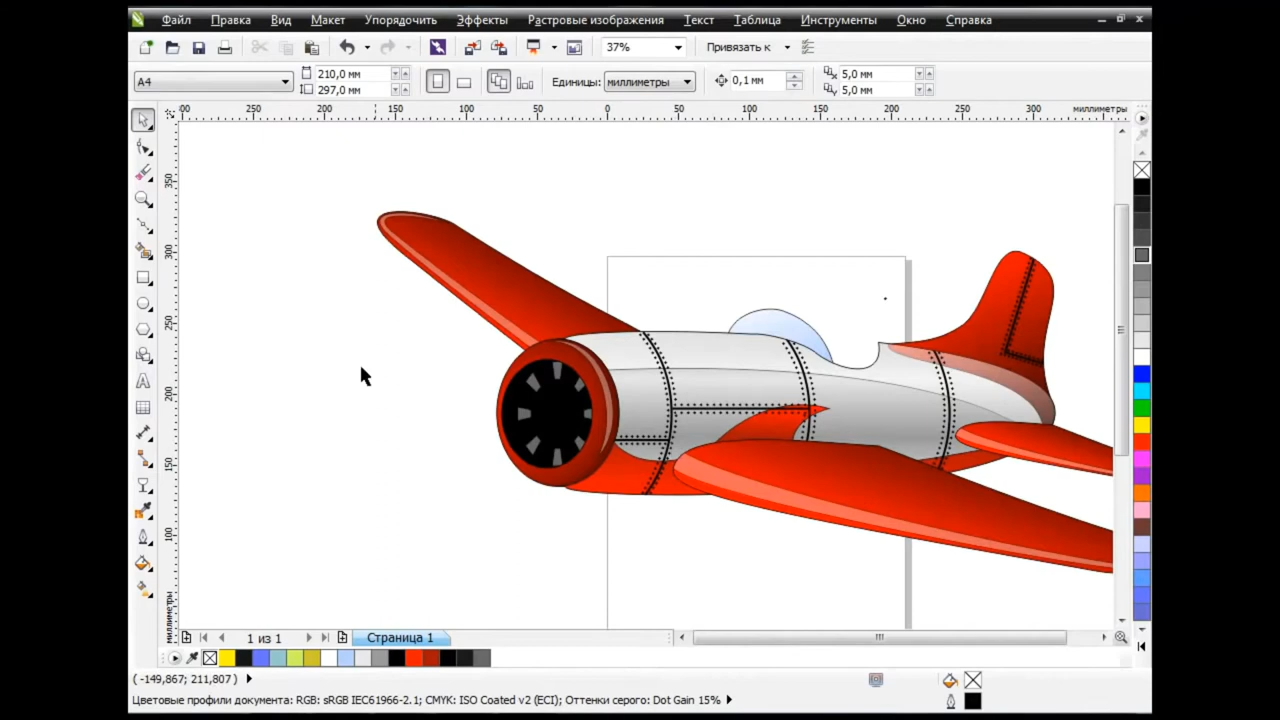 Файл Правка Вид Макет Упорядочить Эффекты Растровые изображения Текст Таблица Инструменты Окно Справка
37% Привязать к
A4 210,0 мм 297,0 мм Единицы: миллиметры 0,1 мм 5,0 мм 5,0 мм
300 250 200 150 100 50 0 50 100 150 200 250 300 миллиметры
350
300
250
200
150
100
миллиметры
1 из 1 Страница 1
( -149,867; 211,807 )
Цветовые профили документа: RGB: sRGB IEC61966-2.1; CMYK: ISO Coated v2 (ECI); Оттенки серого: Dot Gain 15%